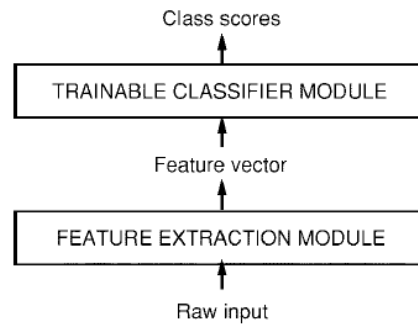 Class scores
TRAINABLE CLASSIFIER MODULE
Feature vector
FEATURE EXTRACTION MODULE
Raw input